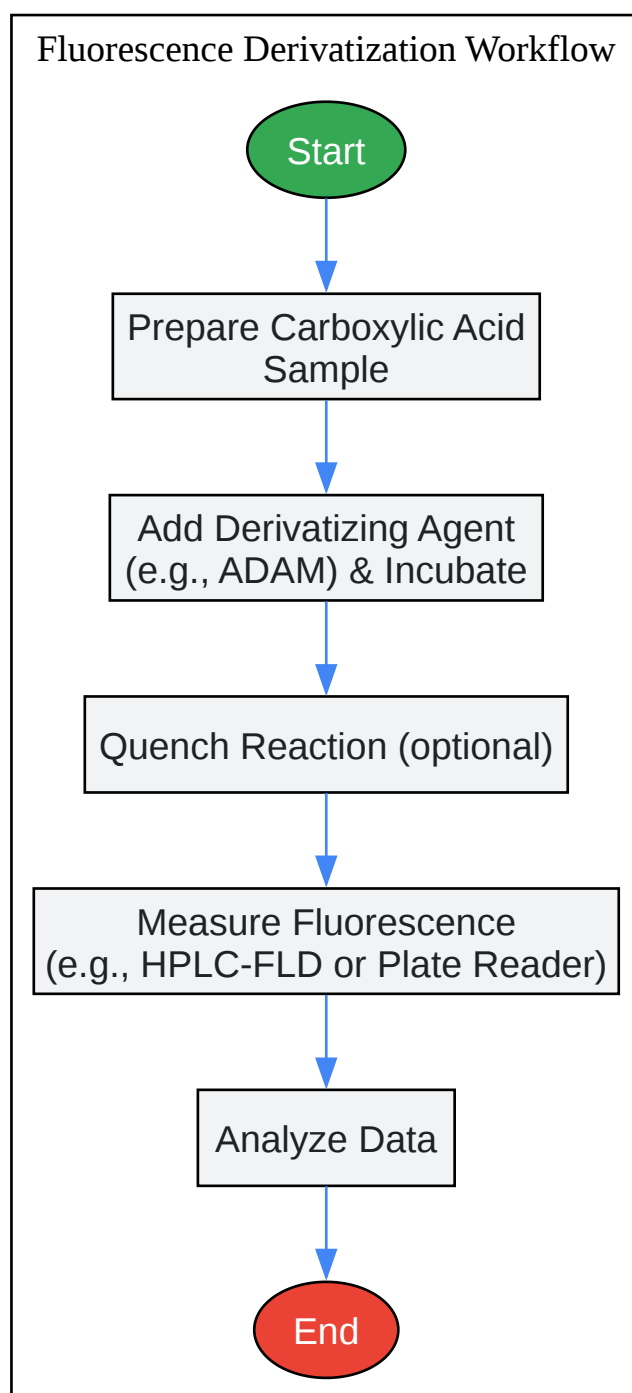 Fluorescence Derivatization Workflow
Start
Prepare Carboxylic Acid
Sample
Add Derivatizing Agent
(e.g., ADAM) & Incubate
Quench Reaction (optional)
Measure Fluorescence
(e.g., HPLC-FLD or Plate Reader)
Analyze Data
End